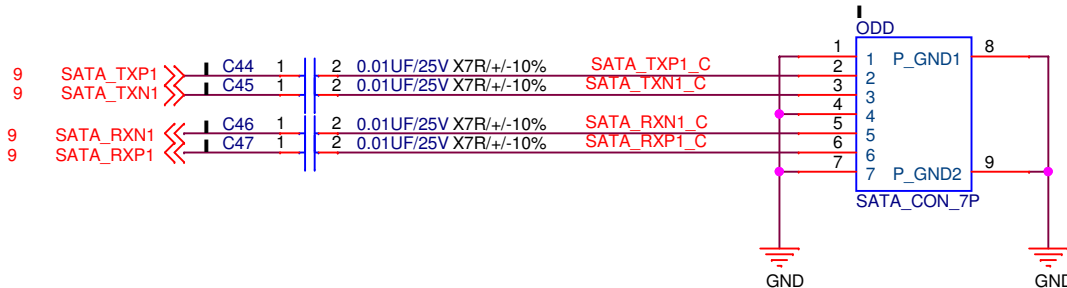 ODD
1 1 P_GND1 8
9 SATA_TXP1 C44 1 2 0.01UF/25V X7R/+/-10% SATA_TXP1_C 2 2
9 SATA_TXN1 C45 1 2 0.01UF/25V X7R/+/-10% SATA_TXN1_C 3 3
4 4
9 SATA_RXN1 C46 1 2 0.01UF/25V X7R/+/-10% SATA_RXN1_C 5 5
9 SATA_RXP1 C47 1 2 0.01UF/25V X7R/+/-10% SATA_RXP1_C 6 6
7 7 P_GND2 9
SATA_CON_7P
GND GND